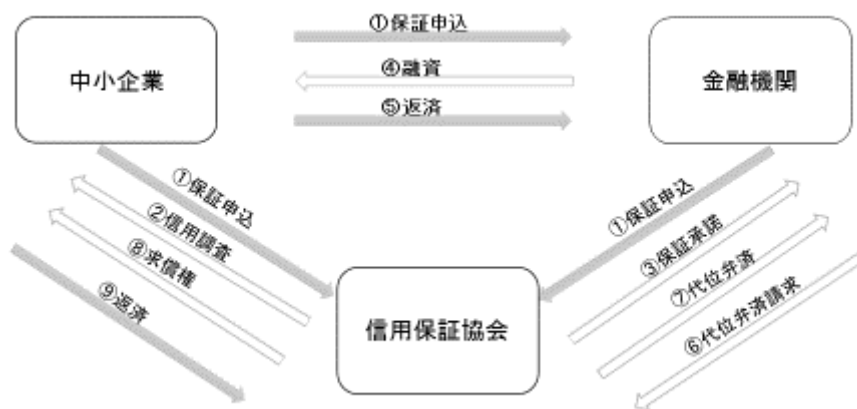 ①保証申込
中小企業
④融資
金融機関
⑤返済
①保証申込
②信用調査
⑧求償権
⑨返済
①保証申込
③保証承諾
⑦代位弁済
⑥代位弁済請求
信用保証協会